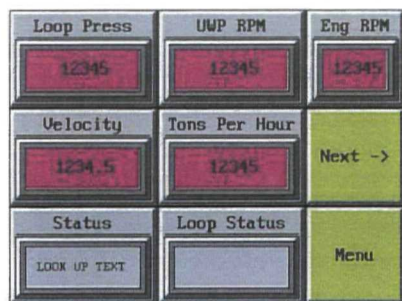 Loop Press UWP RPM Eng RPM
12345 12345 12345
Velocity Tons Per Hour
1234.5 12345 Next ->
Status Loop Status
LOOK UP TEXT Menu